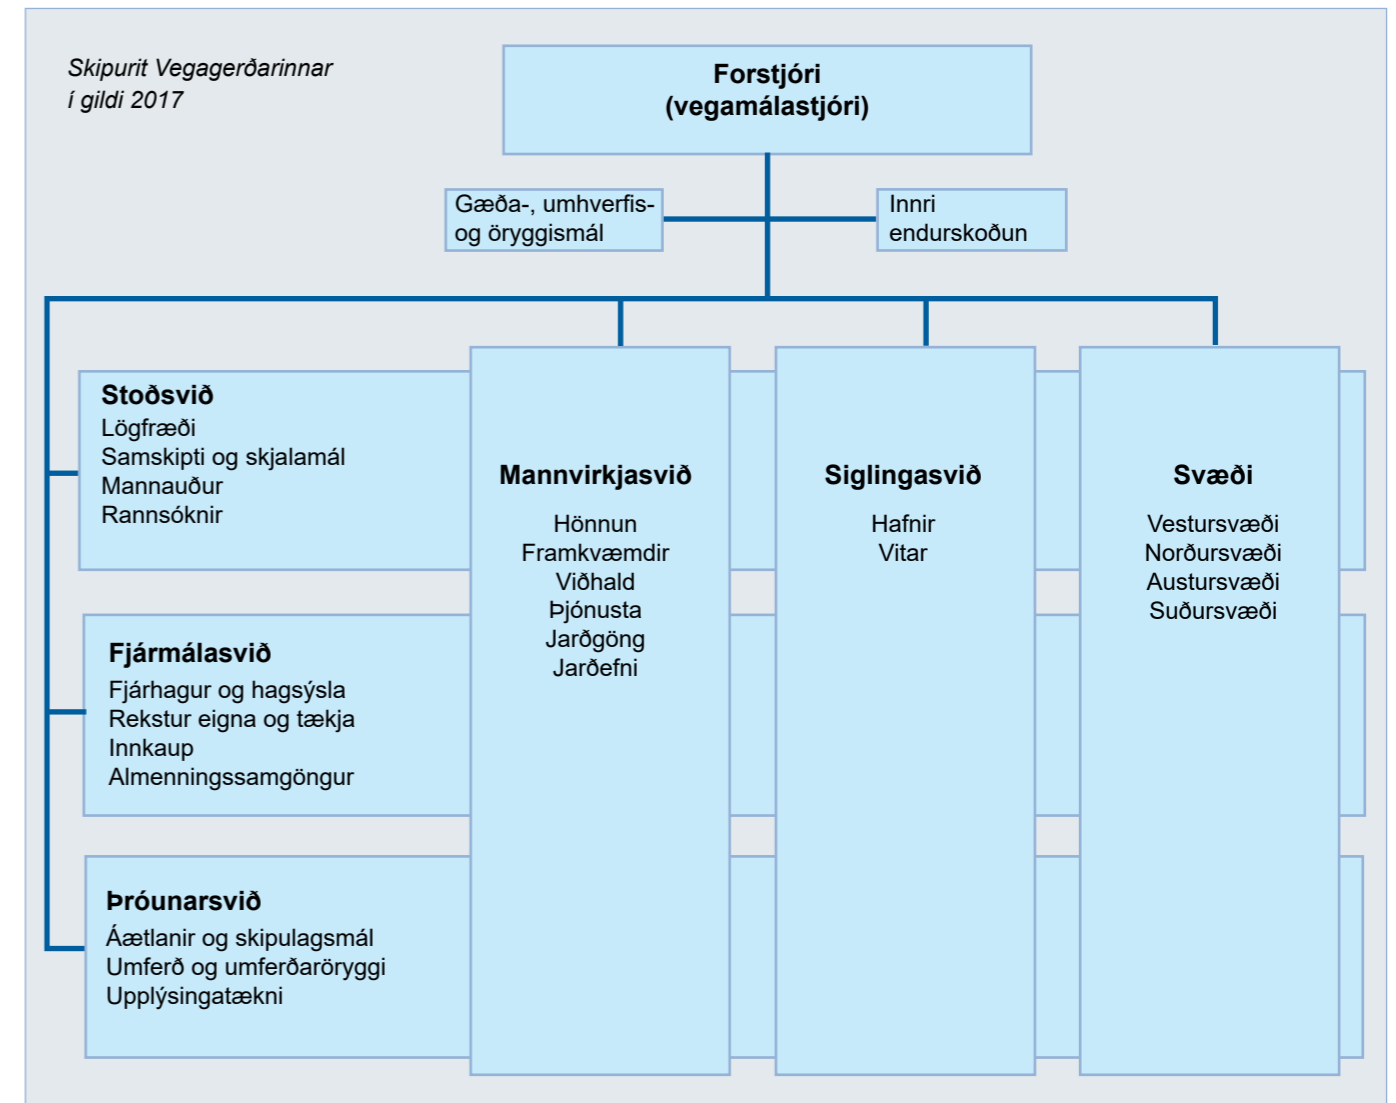 Skipurit Vegagerðarinnar
í gildi 2017
Forstjóri
(vegamálastjóri)
Gæða-, umhverfis-
og öryggismál
Innri
endurskoðun
Stoðsvið
Lögfræði
Samskipti og skjalamál
Mannauður
Rannsóknir
Fjármálasvið
Fjárhagur og hagsýsla
Rekstur eigna og tækja
Innkaup
Almenningssamgöngur
Þróunarsvið
Áætlanir og skipulagsmál
Umferð og umferðaröryggi
Upplýsingatækni
Mannvirkjasvið
Hönnun
Framkvæmdir
Viðhald
Þjónusta
Jarðgöng
Jarðefni
Siglingasvið
Hafnir
Vitar
Svæði
Vestursvæði
Norðursvæði
Austursvæði
Suðursvæði